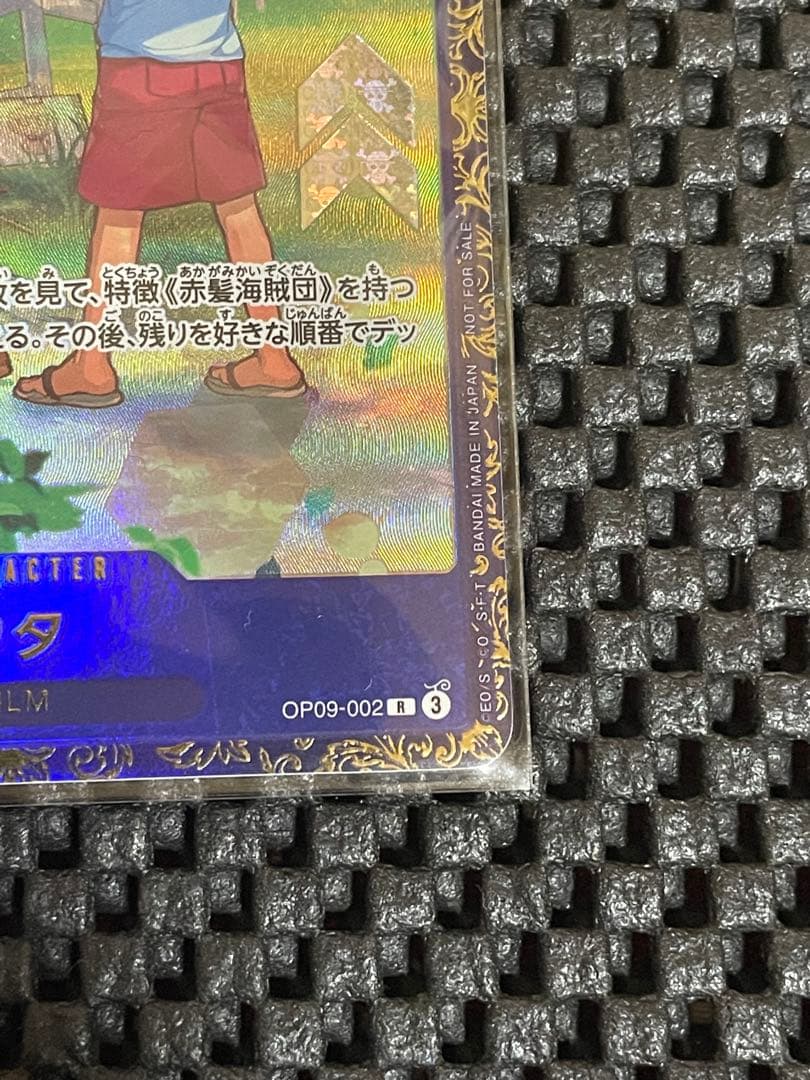 を見て、特徴《赤髪海賊団》を持つ
る。その後、残りを好きな順番でデッ
ACTER
タ
LM
OP09-002 R 3
©EO/S ©O S.F・T BANDAI MADE IN JAPAN NOT FOR SALE